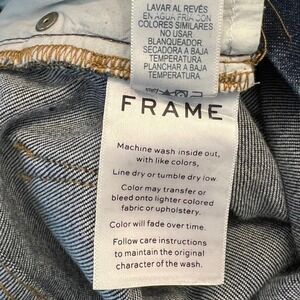 LAVAR AL REVÉS
EN AGUA FRIA CON
COLORES SIMILARES
NO USAR
BLANQUEADOR.
SECADORA A BAJA
TEMPERATURA
PLANCHAR A BAJA
TEMPERATURA
FRAME
Machine wash inside out,
with like colors,
Line dry or tumble dry low.
Color may transfer or
bleed onto lighter colored
fabric or upholstery.
Color will fade over time.
Follow care instructions
to maintain the original
character of the wash.